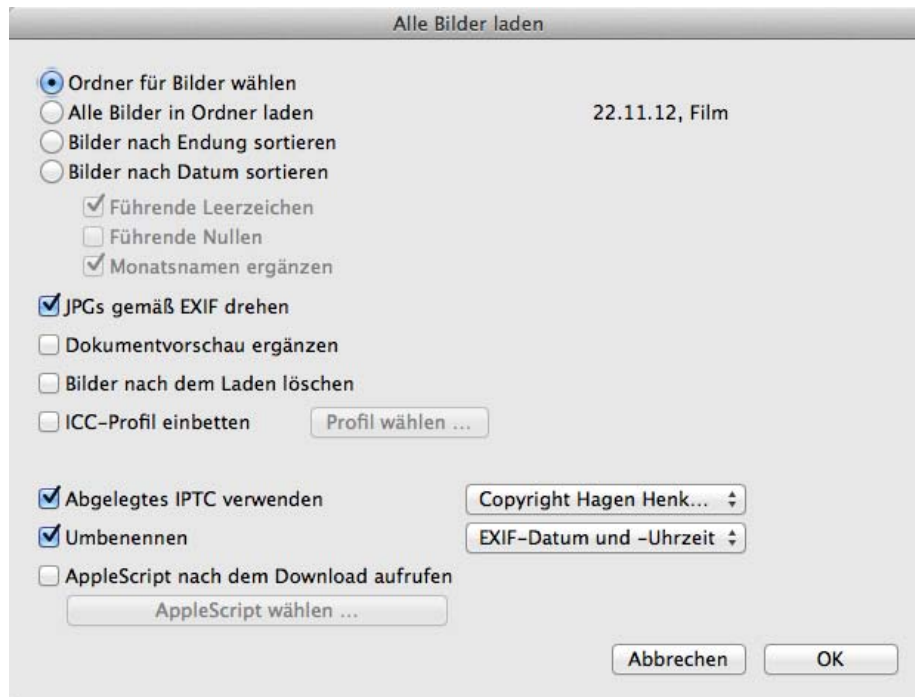 Alle Bilder laden
Ordner für Bilder wählen
Alle Bilder in Ordner laden 22.11.12, Film
Bilder nach Endung sortieren
Bilder nach Datum sortieren
Führende Leerzeichen
Führende Nullen
Monatsnamen ergänzen
JPGs gemäß EXIF drehen
Dokumentvorschau ergänzen
Bilder nach dem Laden löschen
ICC-Profil einbetten Profil wählen ...
Abgelegtes IPTC verwenden Copyright Hagen Henk...
Umbenennen EXIF-Datum und -Uhrzeit
AppleScript nach dem Download aufrufen
AppleScript wählen ...
Abbrechen OK